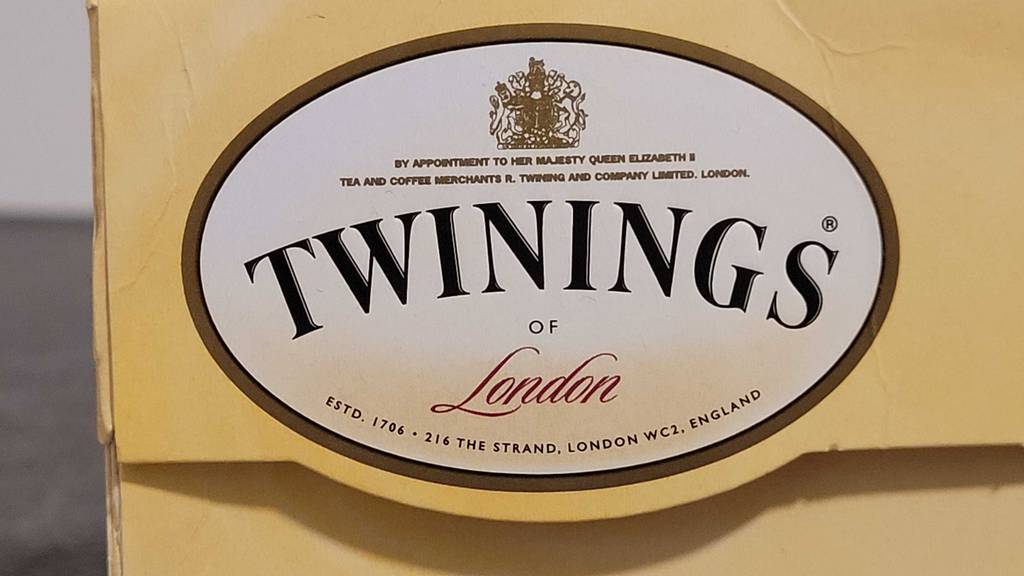 BY APPOINTMENT TO HER MAJESTY QUEEN ELIZABETH II
TEA AND COFFEE MERCHANTS R. TWINING AND COMPANY LIMITED. LONDON.
TWININGS®
OF
London
ESTD. 1706 • 216 THE STRAND, LONDON WC2, ENGLAND